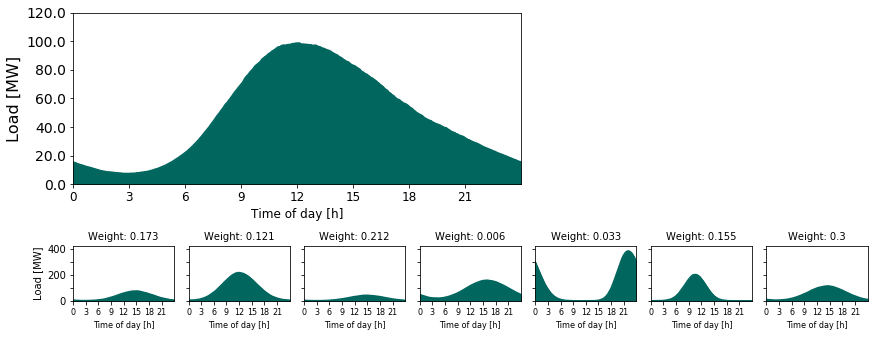 120.0
100.0
80.0
60.0
40.0
20.0
0.0
Load [MW]
0 3 6 9 12 15 18 21
Time of day [h]
Weight: 0.173 Weight: 0.121 Weight: 0.212 Weight: 0.006 Weight: 0.033 Weight: 0.155 Weight: 0.3
400
200
0
Load [MW]
0 3 6 9 12 15 18 21 0 3 6 9 12 15 18 21 0 3 6 9 12 15 18 21 0 3 6 9 12 15 18 21 0 3 6 9 12 15 18 21 0 3 6 9 12 15 18 21 0 3 6 9 12 15 18 21
Time of day [h] Time of day [h] Time of day [h] Time of day [h] Time of day [h] Time of day [h] Time of day [h]